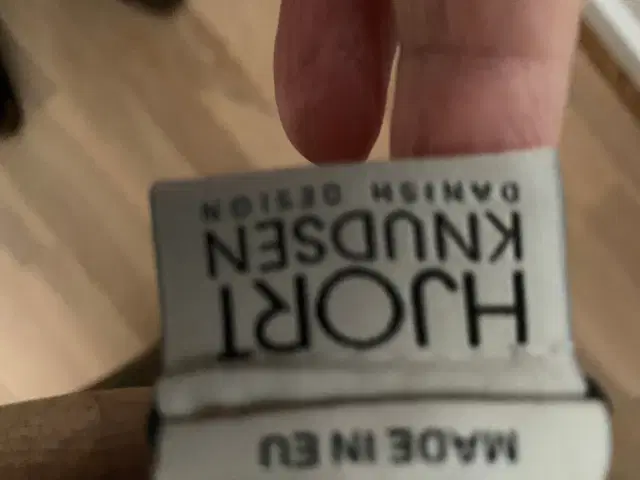 HJORT
KNUDSEN
DANISH DESIGN
MADE IN EU